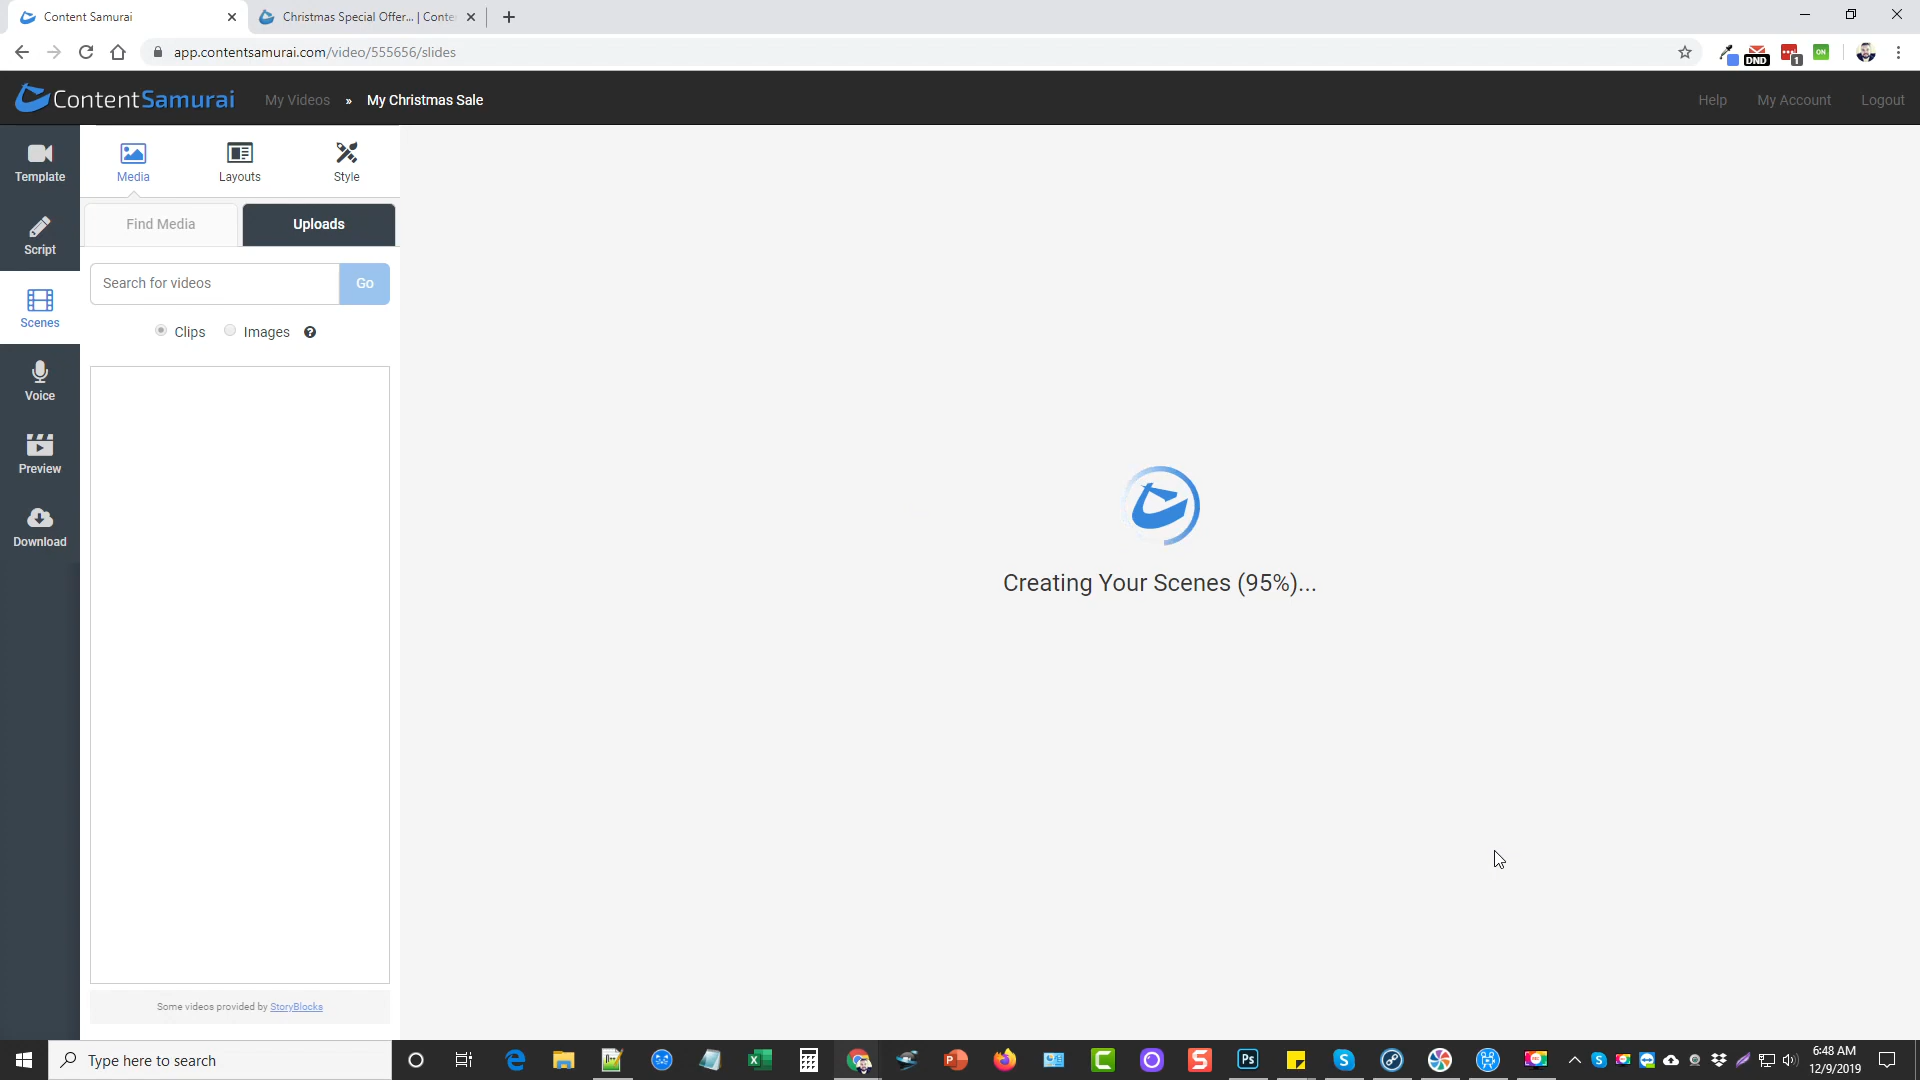 Content Samurai
Christmas Special Offer... | Conte
app.contentsamurai.com/video/555656/slides
DND
1
ON
ContentSamurai
My Videos » My Christmas Sale
Help
My Account
Logout
Template
Script
Scenes
Voice
Preview
Download
Media
Layouts
Style
Find Media
Uploads
Search for videos
Go
Clips
Images
?
Some videos provided by StoryBlocks
Creating Your Scenes (95%)...
Type here to search
6:48 AM
12/9/2019